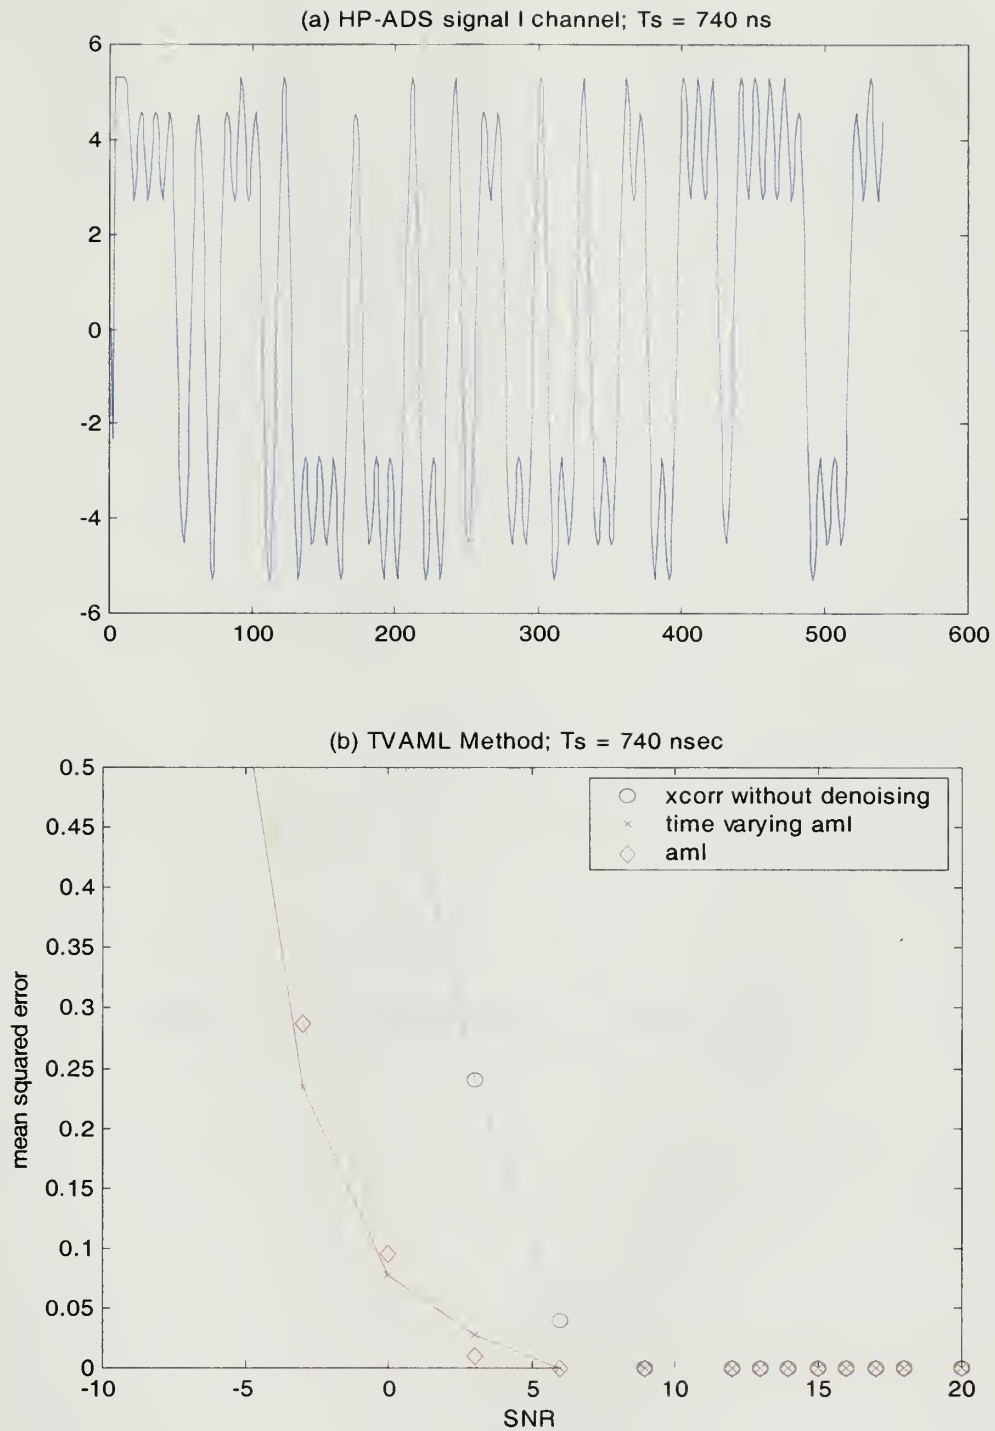 (a) HP-ADS signal I channel; Ts = 740 ns
6
4
2
0
-2
-4
-6
0 100 200 300 400 500 600
(b) TVAML Method; Ts = 740 nsec
0.5
0.45
0.4
0.35
0.3
0.25
0.2
0.15
0.1
0.05
0
mean squared error
xcorr without denoising
time varying aml
aml
-10 -5 0 5 10 15 20
SNR